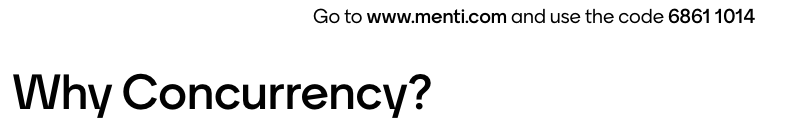 Go to www.menti.com and use the code 6861 1014
Why Concurrency?